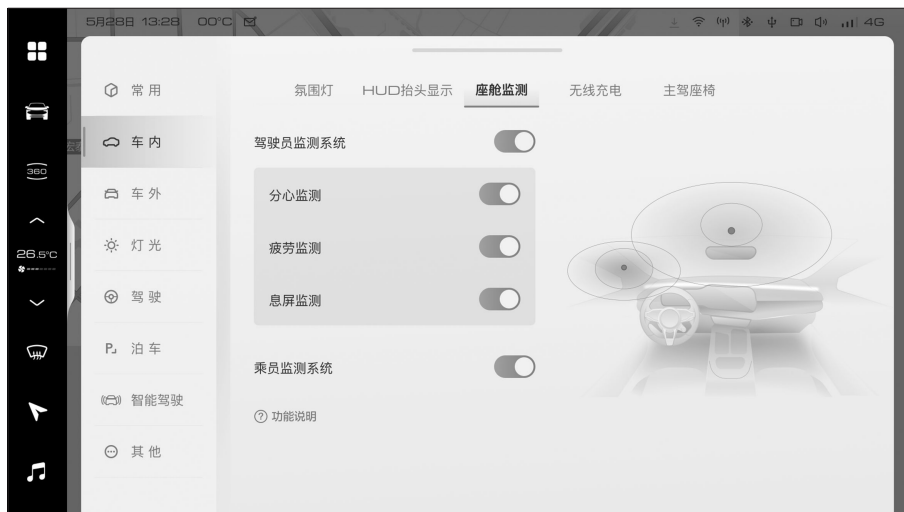 5月28日 13:28 00°C
4G
360
26.5°C
常用
车内
车外
灯光
驾驶
P 泊车
智能驾驶
其他
氛围灯 HUD抬头显示 座舱监测 无线充电 主驾座椅
驾驶员监测系统
分心监测
疲劳监测
息屏监测
乘员监测系统
? 功能说明